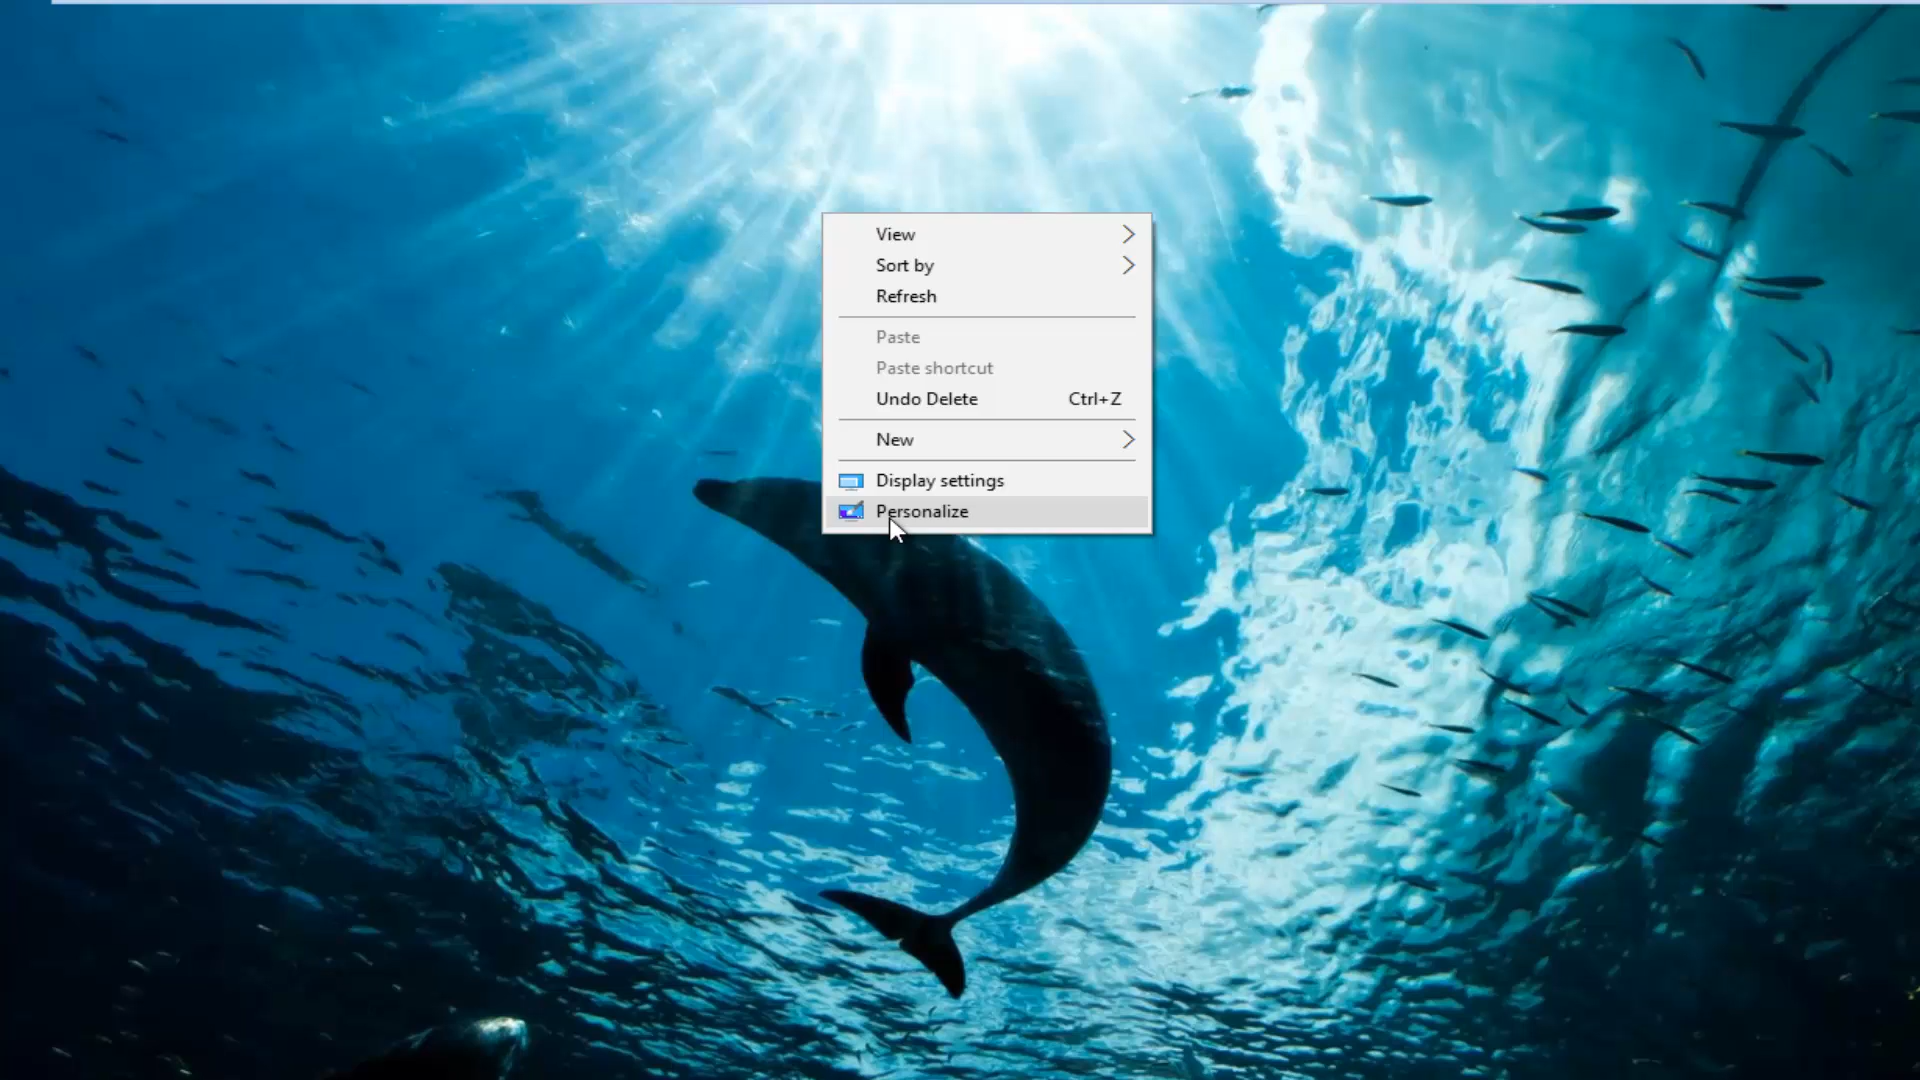 View
Sort by
Refresh
Paste
Paste shortcut
Undo Delete Ctrl+Z
New
Display settings
Personalize